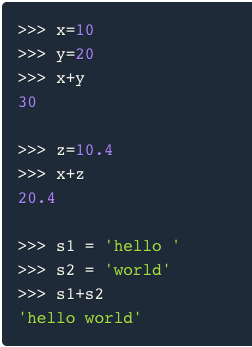 >>> x=10
>>> y=20
>>> x+y
30
>>> z=10.4
>>> x+z
20.4
>>> s1 = 'hello '
>>> s2 = 'world'
>>> s1+s2
'hello world'